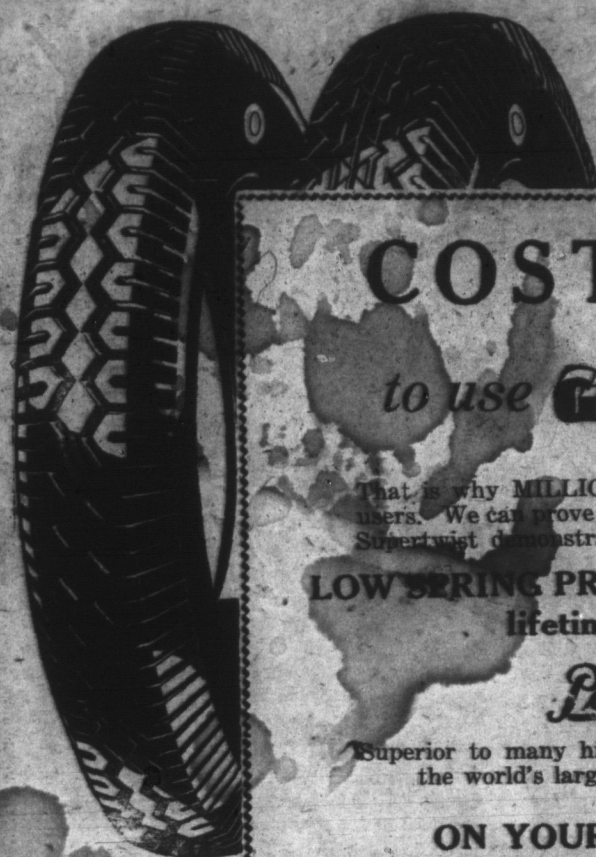 COST
to use G
That is why MILLIO
users. We can prove
Supertwist demonstr
LOW SPRING PR
lifetim
Superior to many hi
the world's larg
ON YOUR